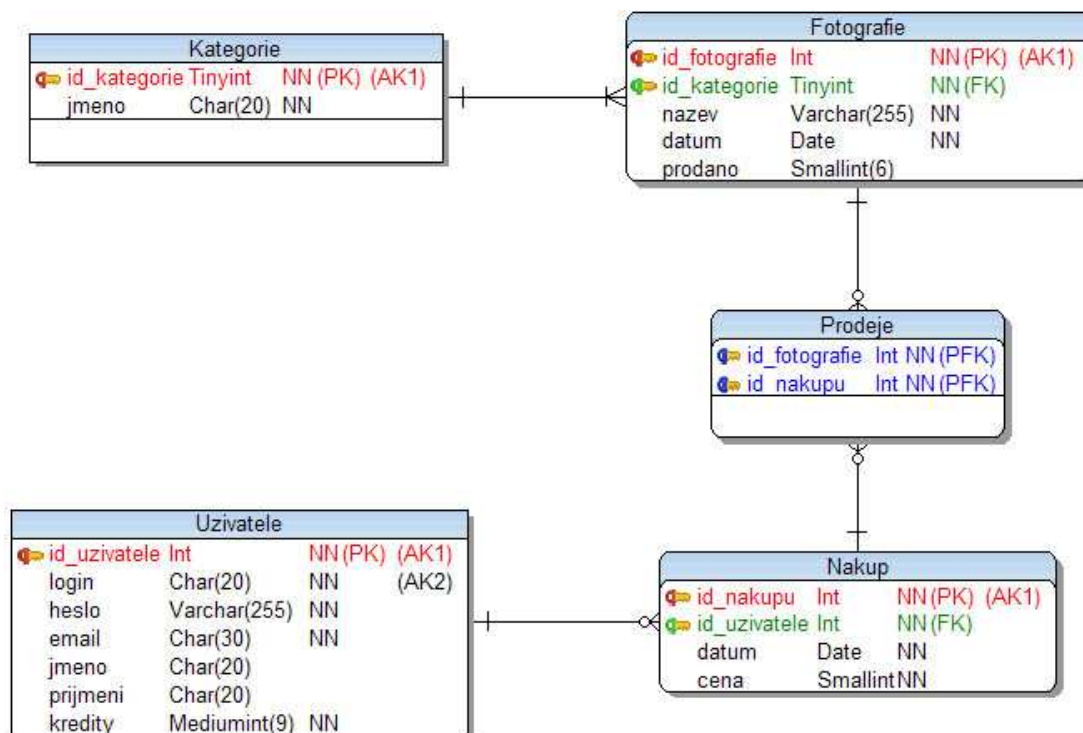 Kategorie
id_kategorie Tinyint NN (PK) (AK1)
jmeno Char(20) NN
Fotografie
id_fotografie Int NN (PK) (AK1)
id_kategorie Tinyint NN (FK)
nazev Varchar(255) NN
datum Date NN
prodano Smallint(6)
Prodeje
id_fotografie Int NN (PFK)
id_nakupu Int NN (PFK)
Uzivatele
id_uzivatele Int NN (PK) (AK1)
login Char(20) NN (AK2)
heslo Varchar(255) NN
email Char(30) NN
jmeno Char(20)
prijmeni Char(20)
kredity Mediumint(9) NN
Nakup
id_nakupu Int NN (PK) (AK1)
id_uzivatele Int NN (FK)
datum Date NN
cena Smallint NN